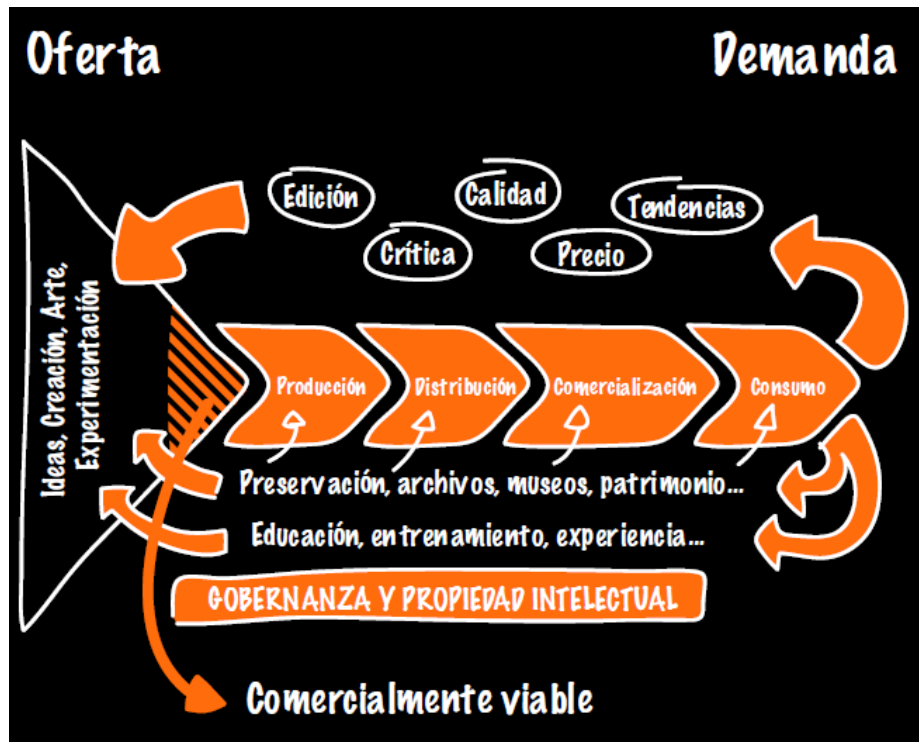 Oferta
Demanda
Edición
Calidad
Tendencias
Crítica
Precio
Ideas, Creación, Arte,
Experimentación
Producción
Distribución
Comercialización
Consumo
Preservación, archivos, museos, patrimonio...
Educación, entrenamiento, experiencia...
GOBERNANZA Y PROPIEDAD INTELECTUAL
Comercialmente viable